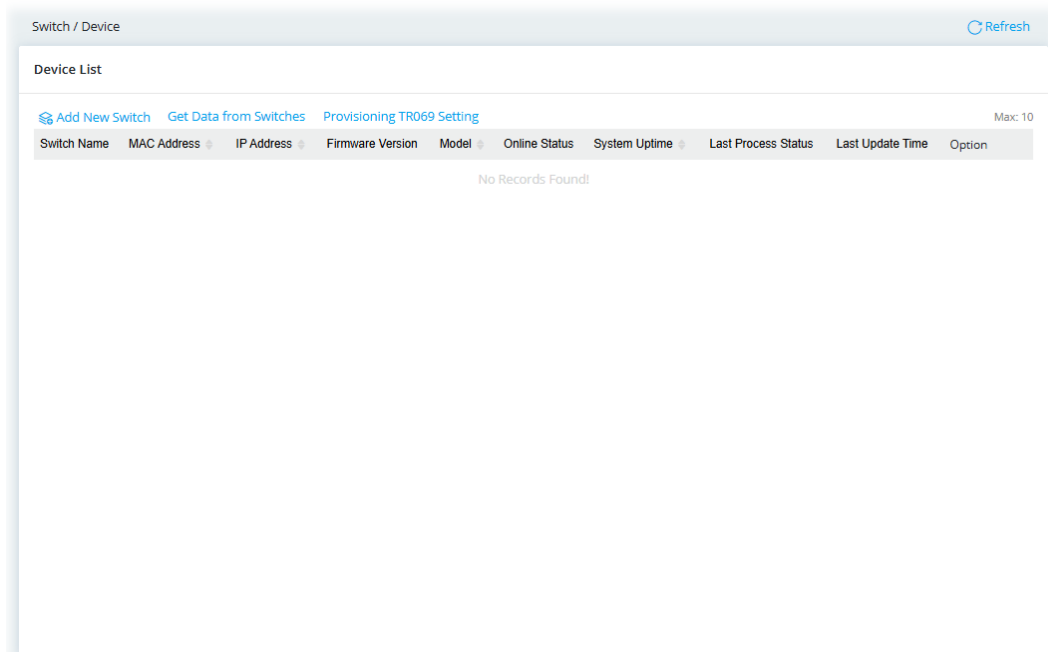 Switch / Device Refresh
Device List
Add New Switch Get Data from Switches Provisioning TR069 Setting Max: 10
Switch Name MAC Address IP Address Firmware Version Model Online Status System Uptime Last Process Status Last Update Time Option
No Records Found!